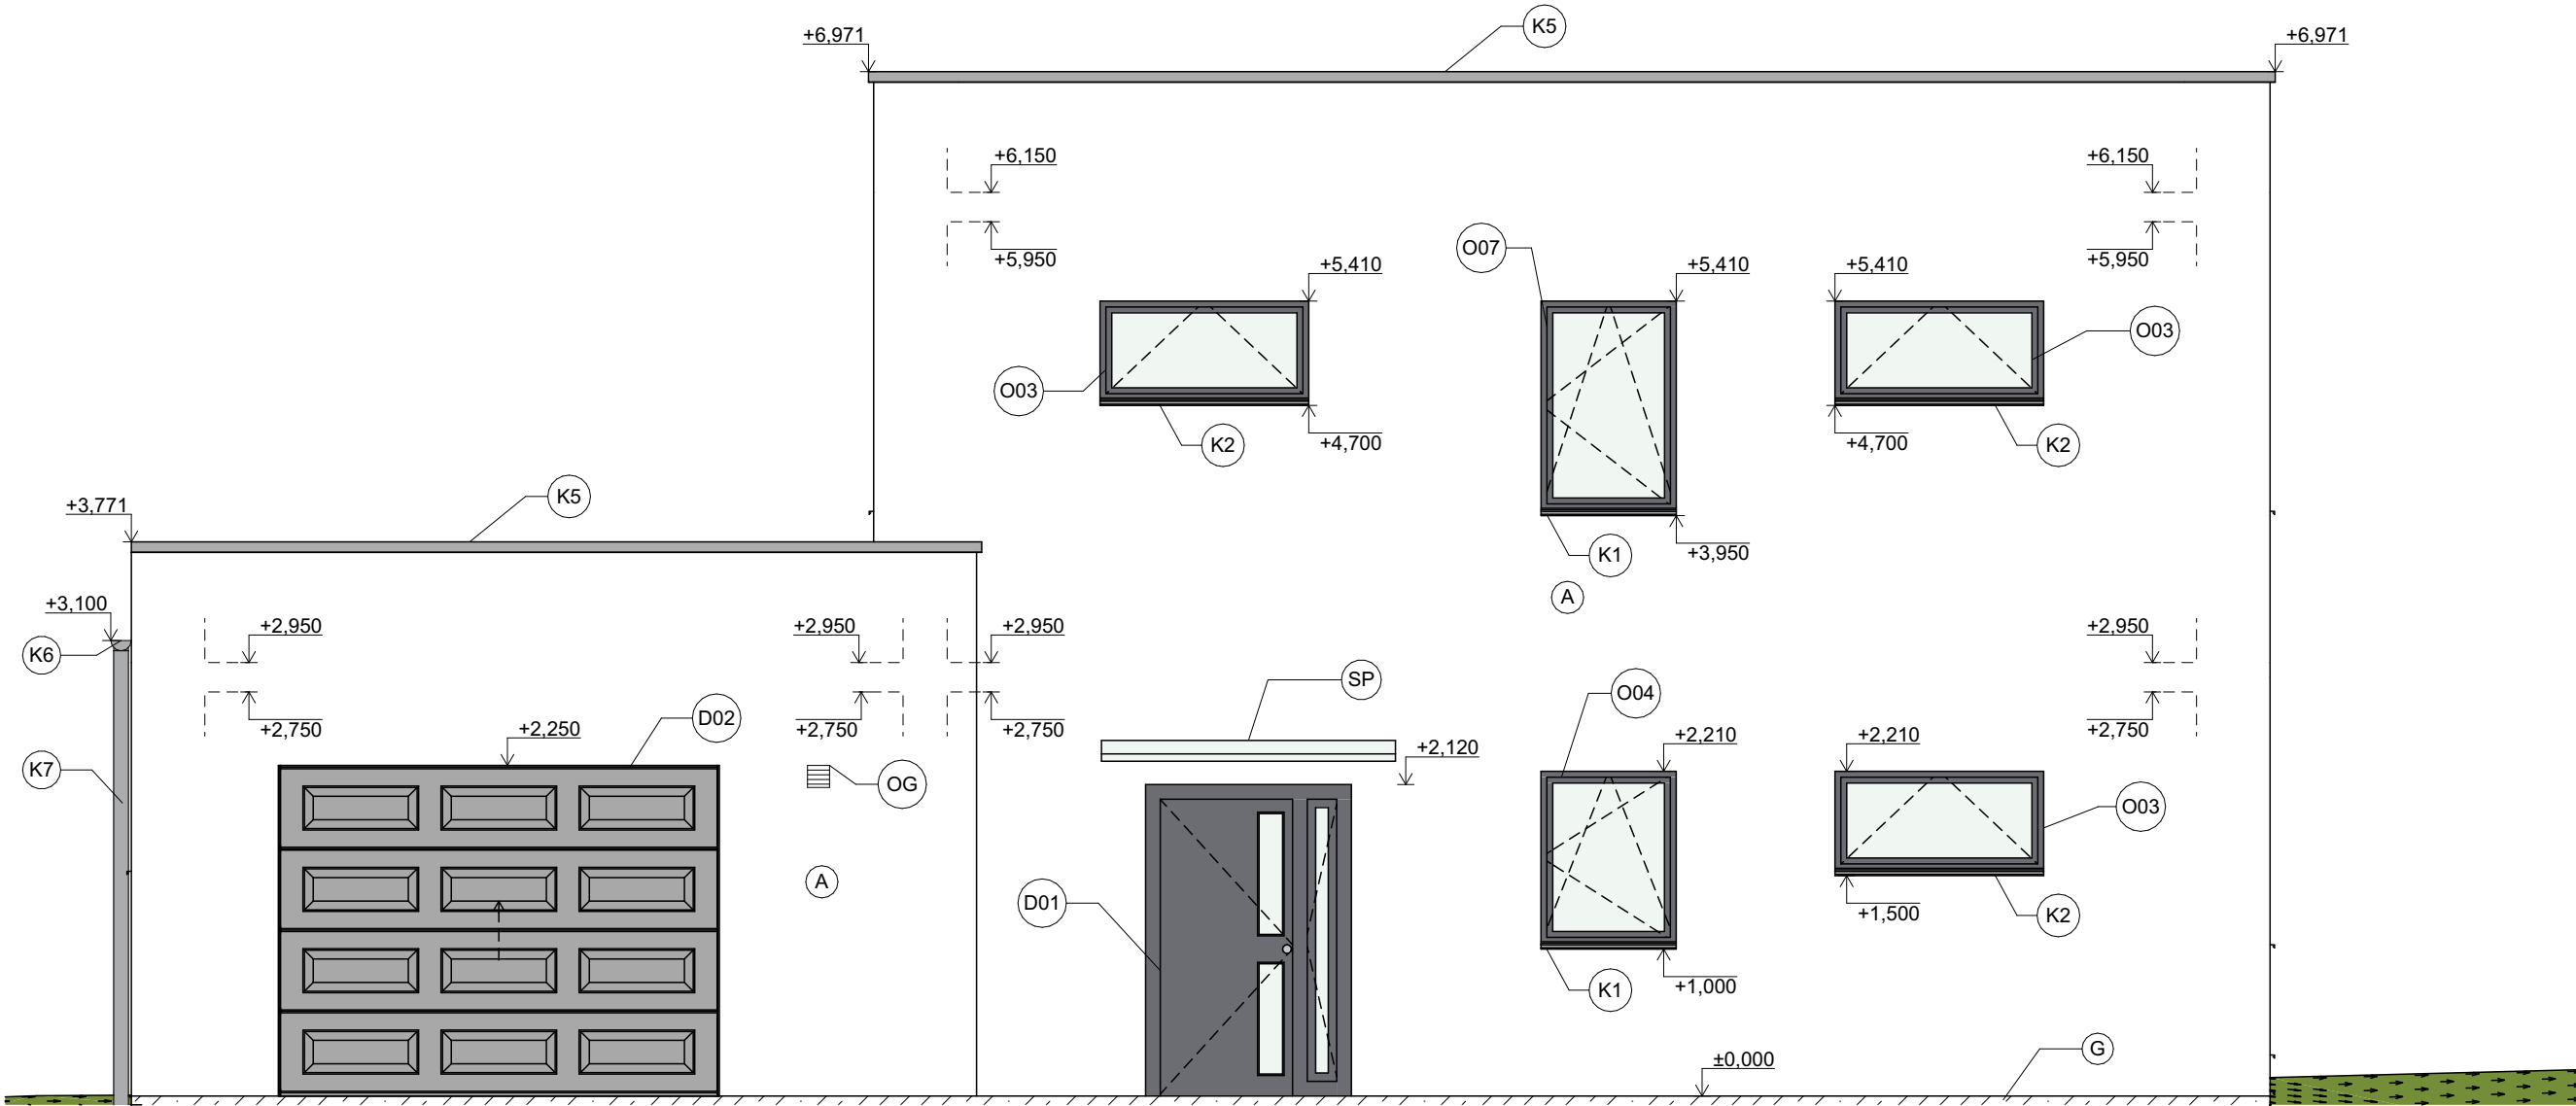 K5
+6,971
+6,971
+6,150
+6,150
+5,950
+5,950
O07
+5,410
+5,410
+5,410
O03
O03
+4,700
K2
+4,700
K2
K5
+3,771
+3,950
K1
A
+3,100
+2,950
+2,950
+2,950
+2,950
K6
SP
O04
D02
+2,750
+2,750
+2,750
+2,750
+2,250
+2,210
+2,210
+2,120
K7
OG
O03
A
D01
+1,500
K2
+1,000
K1
±0,000
G